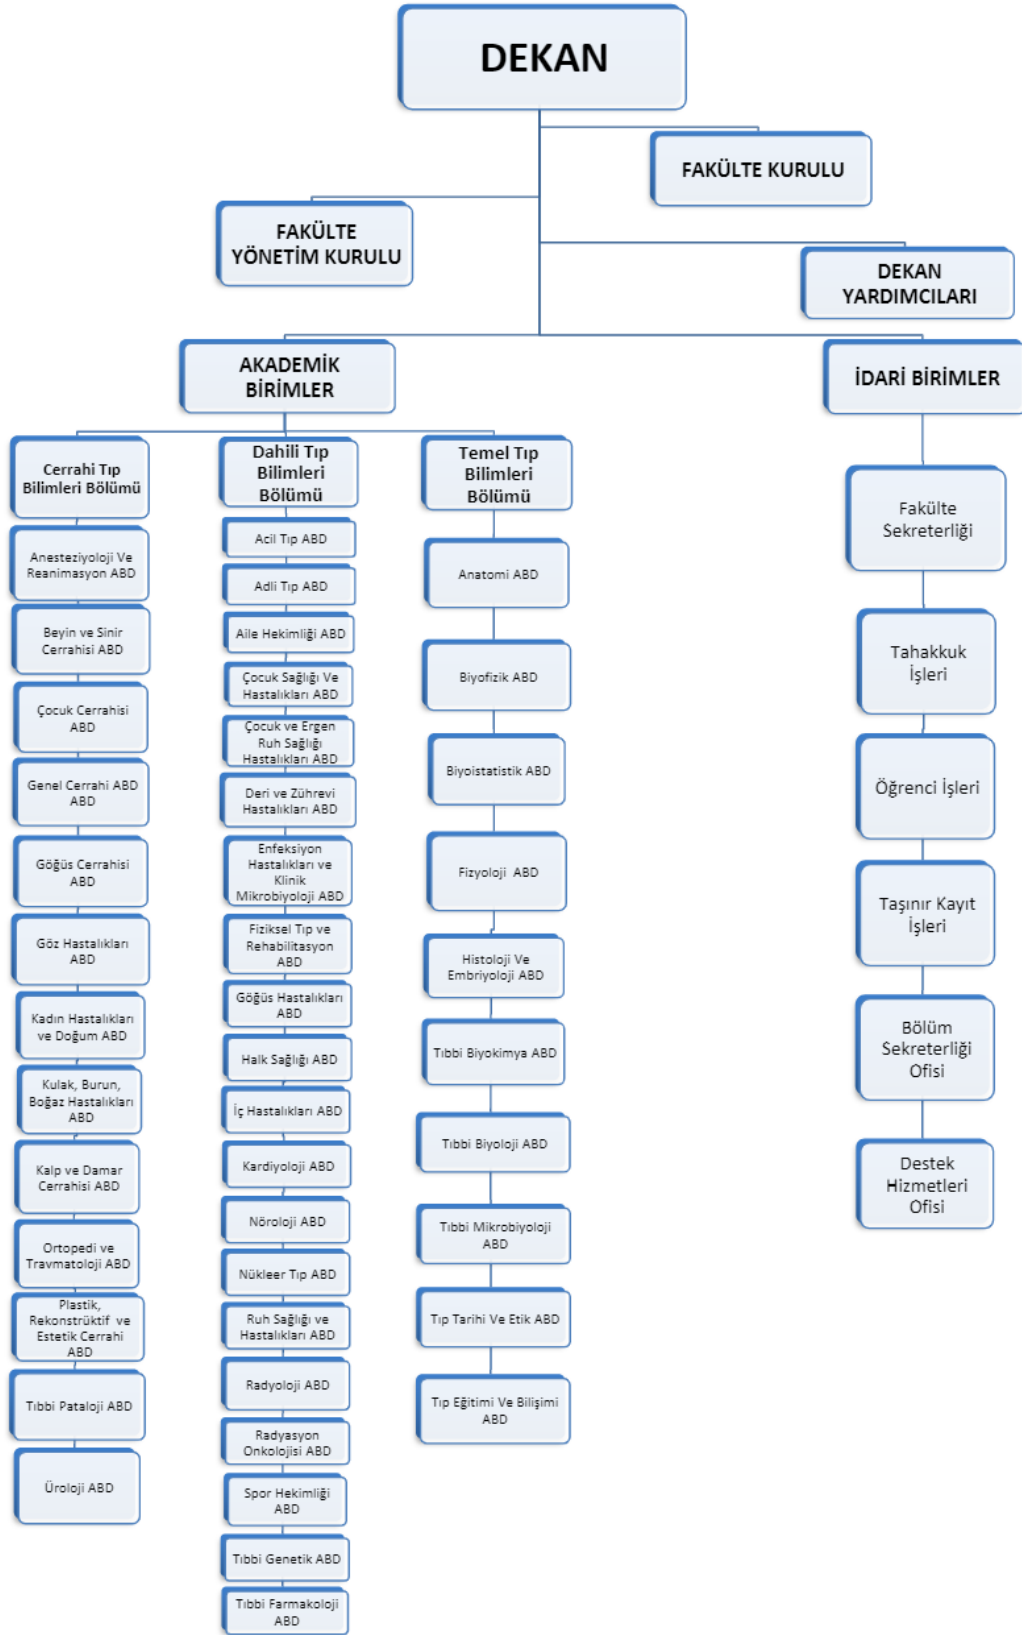 DEKAN
FAKÜLTE KURULU
FAKÜLTE
YÖNETİM KURULU
DEKAN
YARDIMCILARI
AKADEMİK
BİRİMLER
İDARİ BİRİMLER
Cerrahi Tıp
Bilimleri Bölümü
Anesteziyoloji Ve
Reanimasyon ABD
Beyin ve Sinir
Cerrahisi ABD
Çocuk Cerrahisi
ABD
Genel Cerrahi ABD
ABD
Göğüs Cerrahisi
ABD
Göz Hastalıkları
ABD
Kadın Hastalıkları
ve Doğum ABD
Kulak, Burun,
Boğaz Hastalıkları
ABD
Kalp ve Damar
Cerrahisi ABD
Ortopedi ve
Travmatoloji ABD
Plastik,
Rekonstrüktif ve
Estetik Cerrahi
ABD
Tıbbi Pataloji ABD
Üroloji ABD
Dahili Tıp
Bilimleri
Bölümü
Acil Tıp ABD
Adli Tıp ABD
Aile Hekimliği ABD
Çocuk Sağlığı Ve
Hastalıkları ABD
Çocuk ve Ergen
Ruh Sağlığı
Hastalıkları ABD
Deri ve Zührevi
Hastalıkları ABD
Enfeksiyon
Hastalıkları ve
Klinik
Mikrobiyoloji ABD
Fiziksel Tıp ve
Rehabilitasyon
ABD
Göğüs Hastalıkları
ABD
Halk Sağlığı ABD
İç Hastalıkları ABD
Kardiyoloji ABD
Nöroloji ABD
Nükleer Tıp ABD
Ruh Sağlığı ve
Hastalıkları ABD
Radyoloji ABD
Radyasyon
Onkolojisi ABD
Spor Hekimliği
ABD
Tıbbi Genetik ABD
Tıbbi Farmakoloji
ABD
Temel Tıp
Bilimleri
Bölümü
Anatomi ABD
Biyofizik ABD
Biyoistatistik ABD
Fizyoloji ABD
Histoloji Ve
Embriyoloji ABD
Tıbbi Biyokimya ABD
Tıbbi Biyoloji ABD
Tıbbi Mikrobiyoloji
ABD
Tıp Tarihi Ve Etik ABD
Tıp Eğitimi Ve Bilişimi
ABD
Fakülte
Sekreterliği
Tahakkuk
İşleri
Öğrenci İşleri
Taşınır Kayıt
İşleri
Bölüm
Sekreterliği
Ofisi
Destek
Hizmetleri
Ofisi